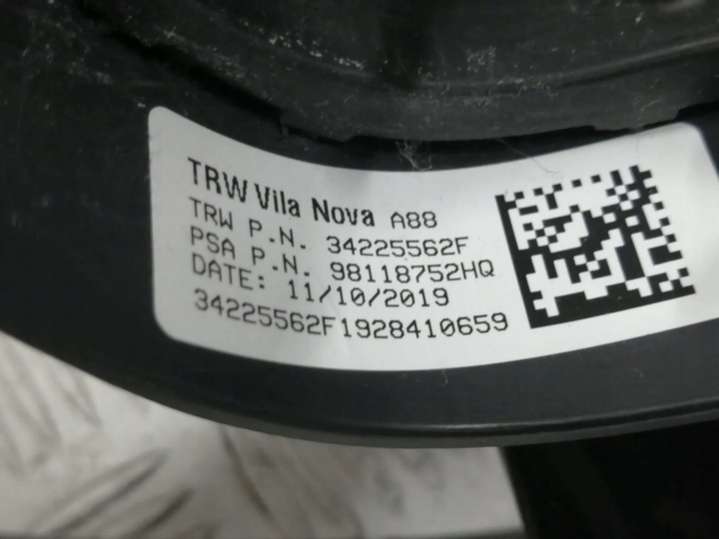 TRW Vila Nova A88
TRW P.N. 34225562F
PSA P.N. 98118752HQ
DATE: 11/10/2019
34225562F1928410659